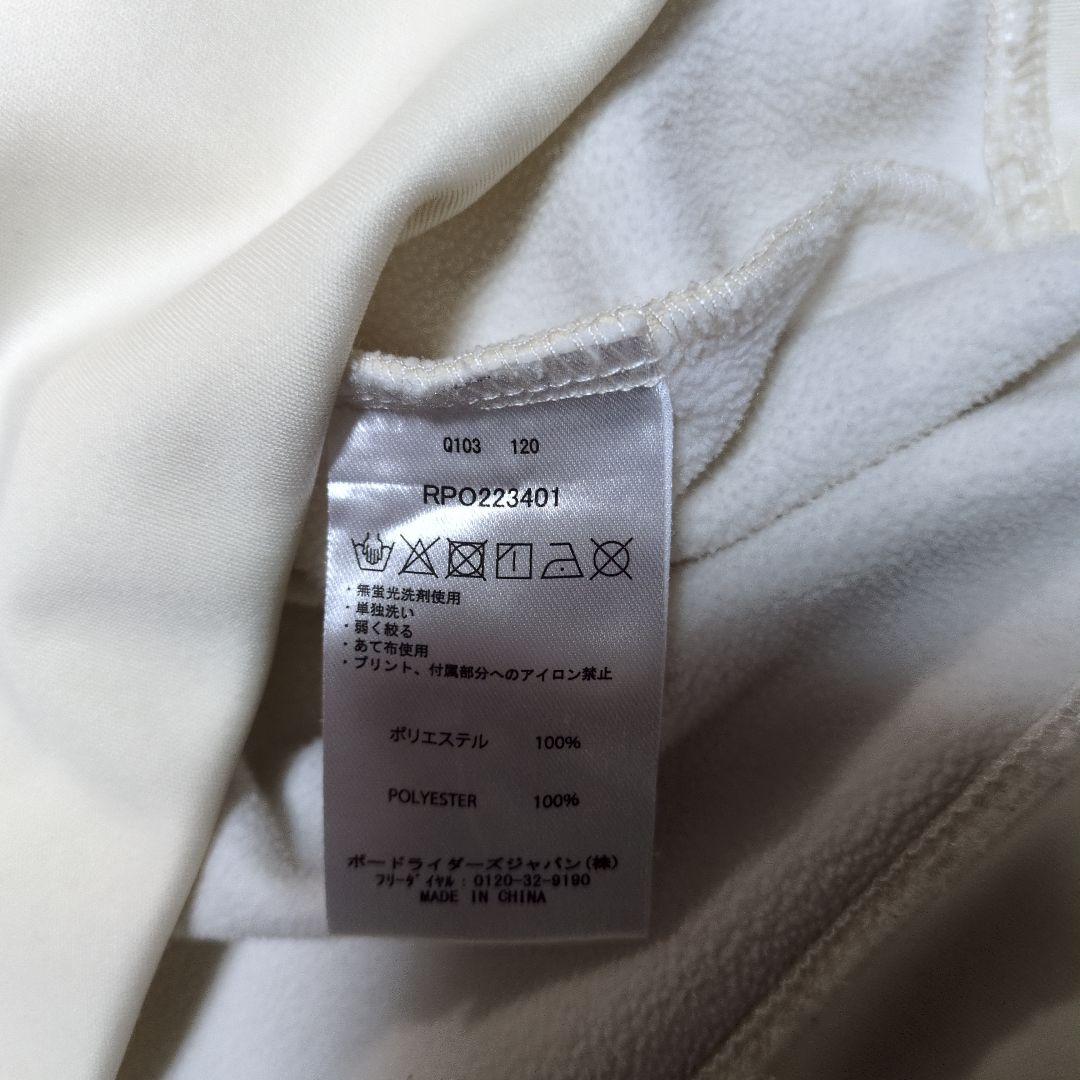 Q103 120
RPO223401
・無蛍光洗剤使用
・単独洗い
・弱く絞る
・あて布使用
・プリント、付属部分へのアイロン禁止
ポリエステル 100%
POLYESTER 100%
ボードライダーズジャパン(株)
フリーダイヤル:0120-32-9190
MADE IN CHINA